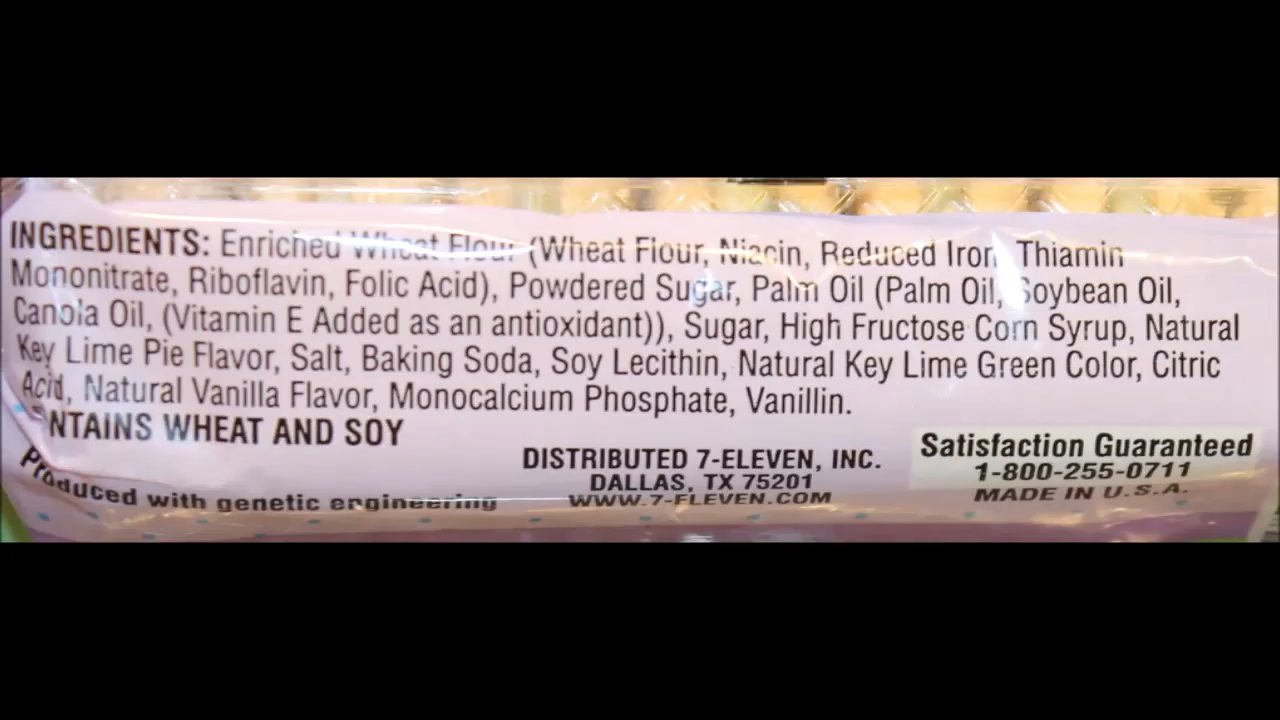 INGREDIENTS: Enriched Wheat Flour (Wheat Flour, Niacin, Reduced Iron, Thiamin
Mononitrate, Riboflavin, Folic Acid), Powdered Sugar, Palm Oil (Palm Oil, Soybean Oil,
Canola Oil, (Vitamin E Added as an antioxidant)), Sugar, High Fructose Corn Syrup, Natural
Key Lime Pie Flavor, Salt, Baking Soda, Soy Lecithin, Natural Key Lime Green Color, Citric
Acid, Natural Vanilla Flavor, Monocalcium Phosphate, Vanillin.
CONTAINS WHEAT AND SOY
Produced with genetic engineering
DISTRIBUTED 7-ELEVEN, INC.
DALLAS, TX 75201
WWW.7-ELEVEN.COM
Satisfaction Guaranteed
1-800-255-0711
MADE IN U.S.A.